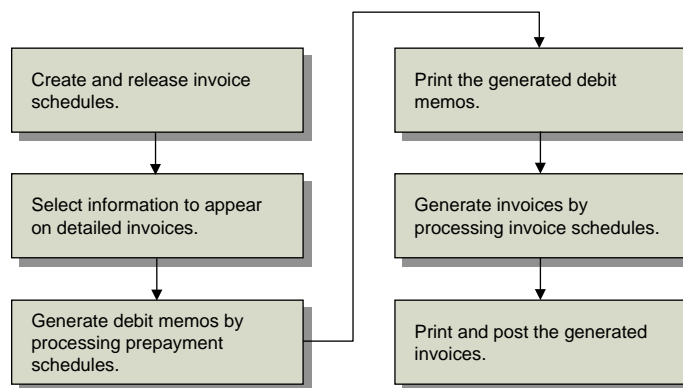 Create and release invoice
schedules.
Select information to appear
on detailed invoices.
Generate debit memos by
processing prepayment
schedules.
Print the generated debit
memos.
Generate invoices by
processing invoice schedules.
Print and post the generated
invoices.